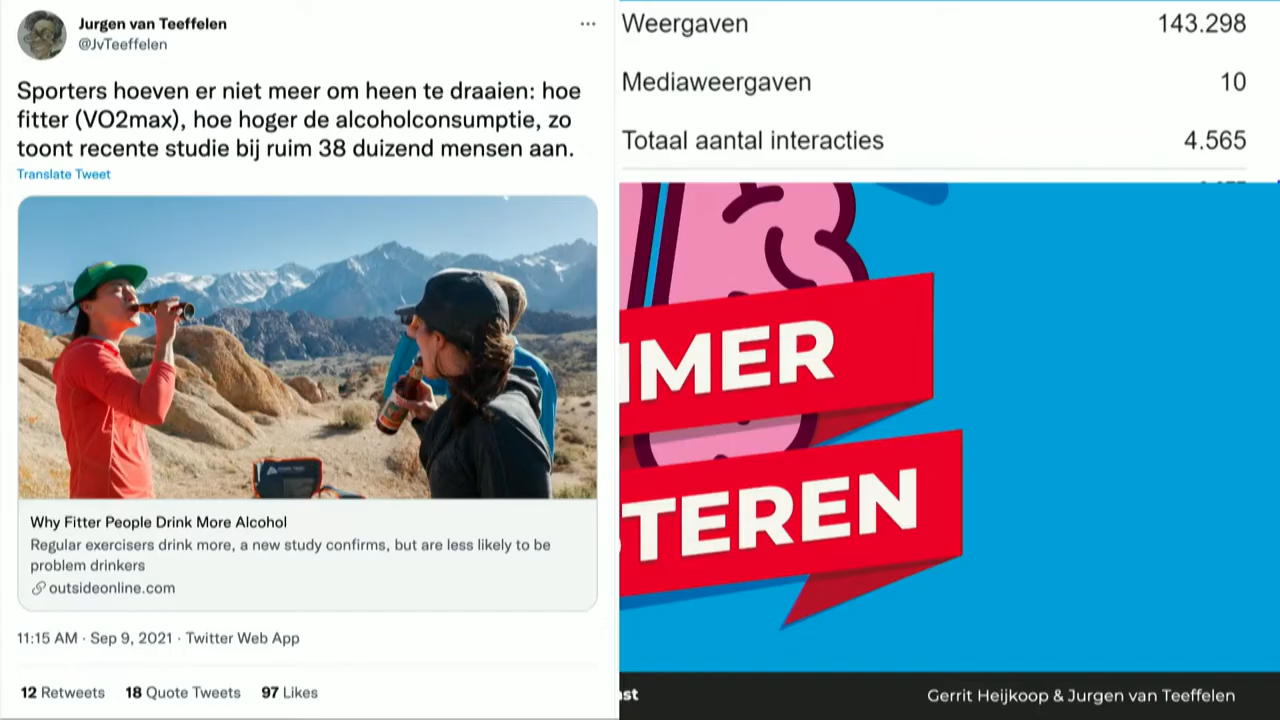 Jurgen van Teeffelen
@JvTeeffelen
Sporters hoeven er niet meer om heen te draaien: hoe
fitter (VO2max), hoe hoger de alcoholconsumptie, zo
toont recente studie bij ruim 38 duizend mensen aan.
Translate Tweet
Why Fitter People Drink More Alcohol
Regular exercisers drink more, a new study confirms, but are less likely to be
problem drinkers
outsideonline.com
11:15 AM · Sep 9, 2021 · Twitter Web App
12 Retweets 18 Quote Tweets 97 Likes
Weergaven 143.298
Mediaweergaven 10
Totaal aantal interacties 4.565
MMER
STEREN
Gerrit Heijkoop & Jurgen van Teeffelen